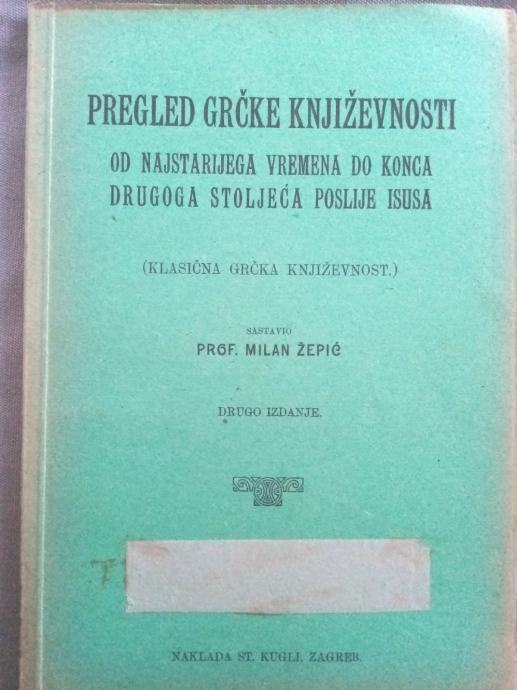 PREGLED GRČKE KNJIŽEVNOSTI
OD NAJSTARIJEGA VREMENA DO KONCA
DRUGOGA STOLJEĆA POSLIJE ISUSA
(KLASIČNA GRČKA KNJIŽEVNOST.)
SASTAVIO
PROF. MILAN ŽEPIĆ
DRUGO IZDANJE.
NAKLADA ST. KUGLI, ZAGREB.